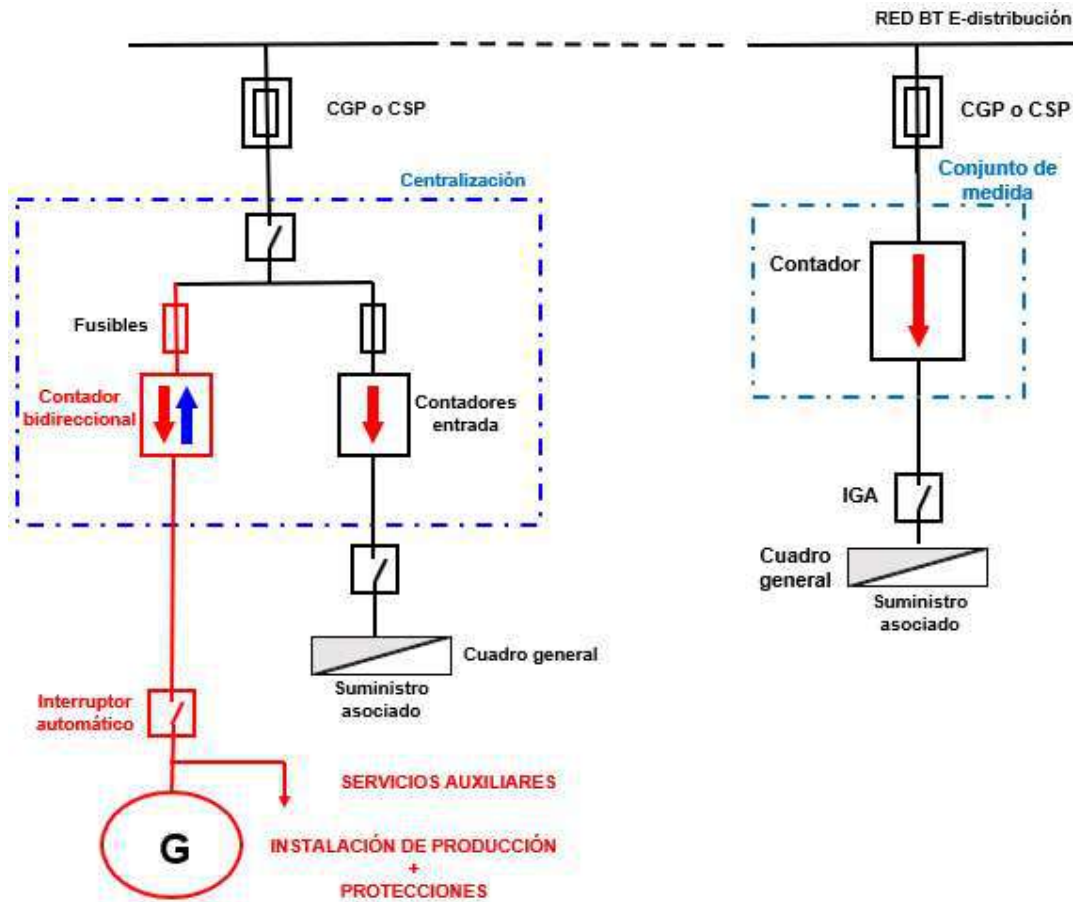 RED BT E-distribución
CGP o CSP
CGP o CSP
Centralización
Conjunto de
medida
Contador
Fusibles
Contador
bidireccional
Contadores
entrada
IGA
Cuadro
general
Suministro
asociado
Cuadro general
Suministro
asociado
Interruptor
automático
SERVICIOS AUXILIARES
G
INSTALACIÓN DE PRODUCCIÓN
+
PROTECCIONES